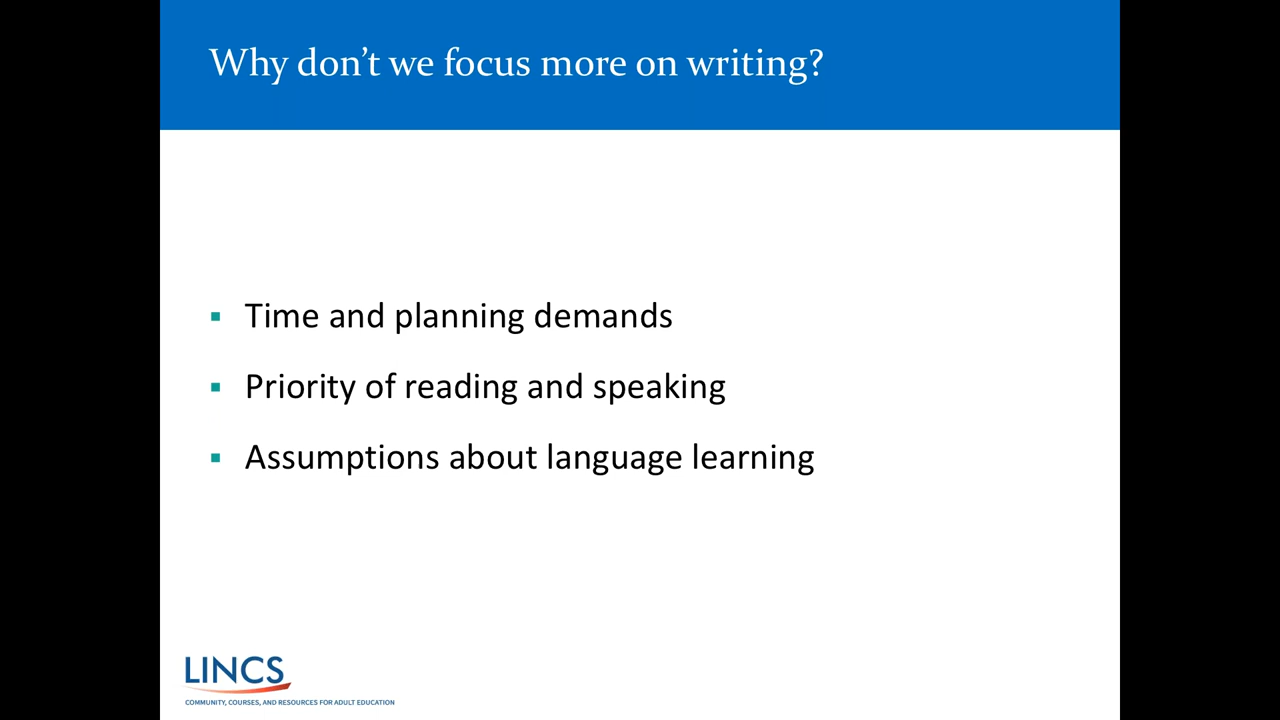 Why don’t we focus more on writing?
▪ Time and planning demands
▪ Priority of reading and speaking
▪ Assumptions about language learning
LINCS
COMMUNITY, COURSES, AND RESOURCES FOR ADULT EDUCATION